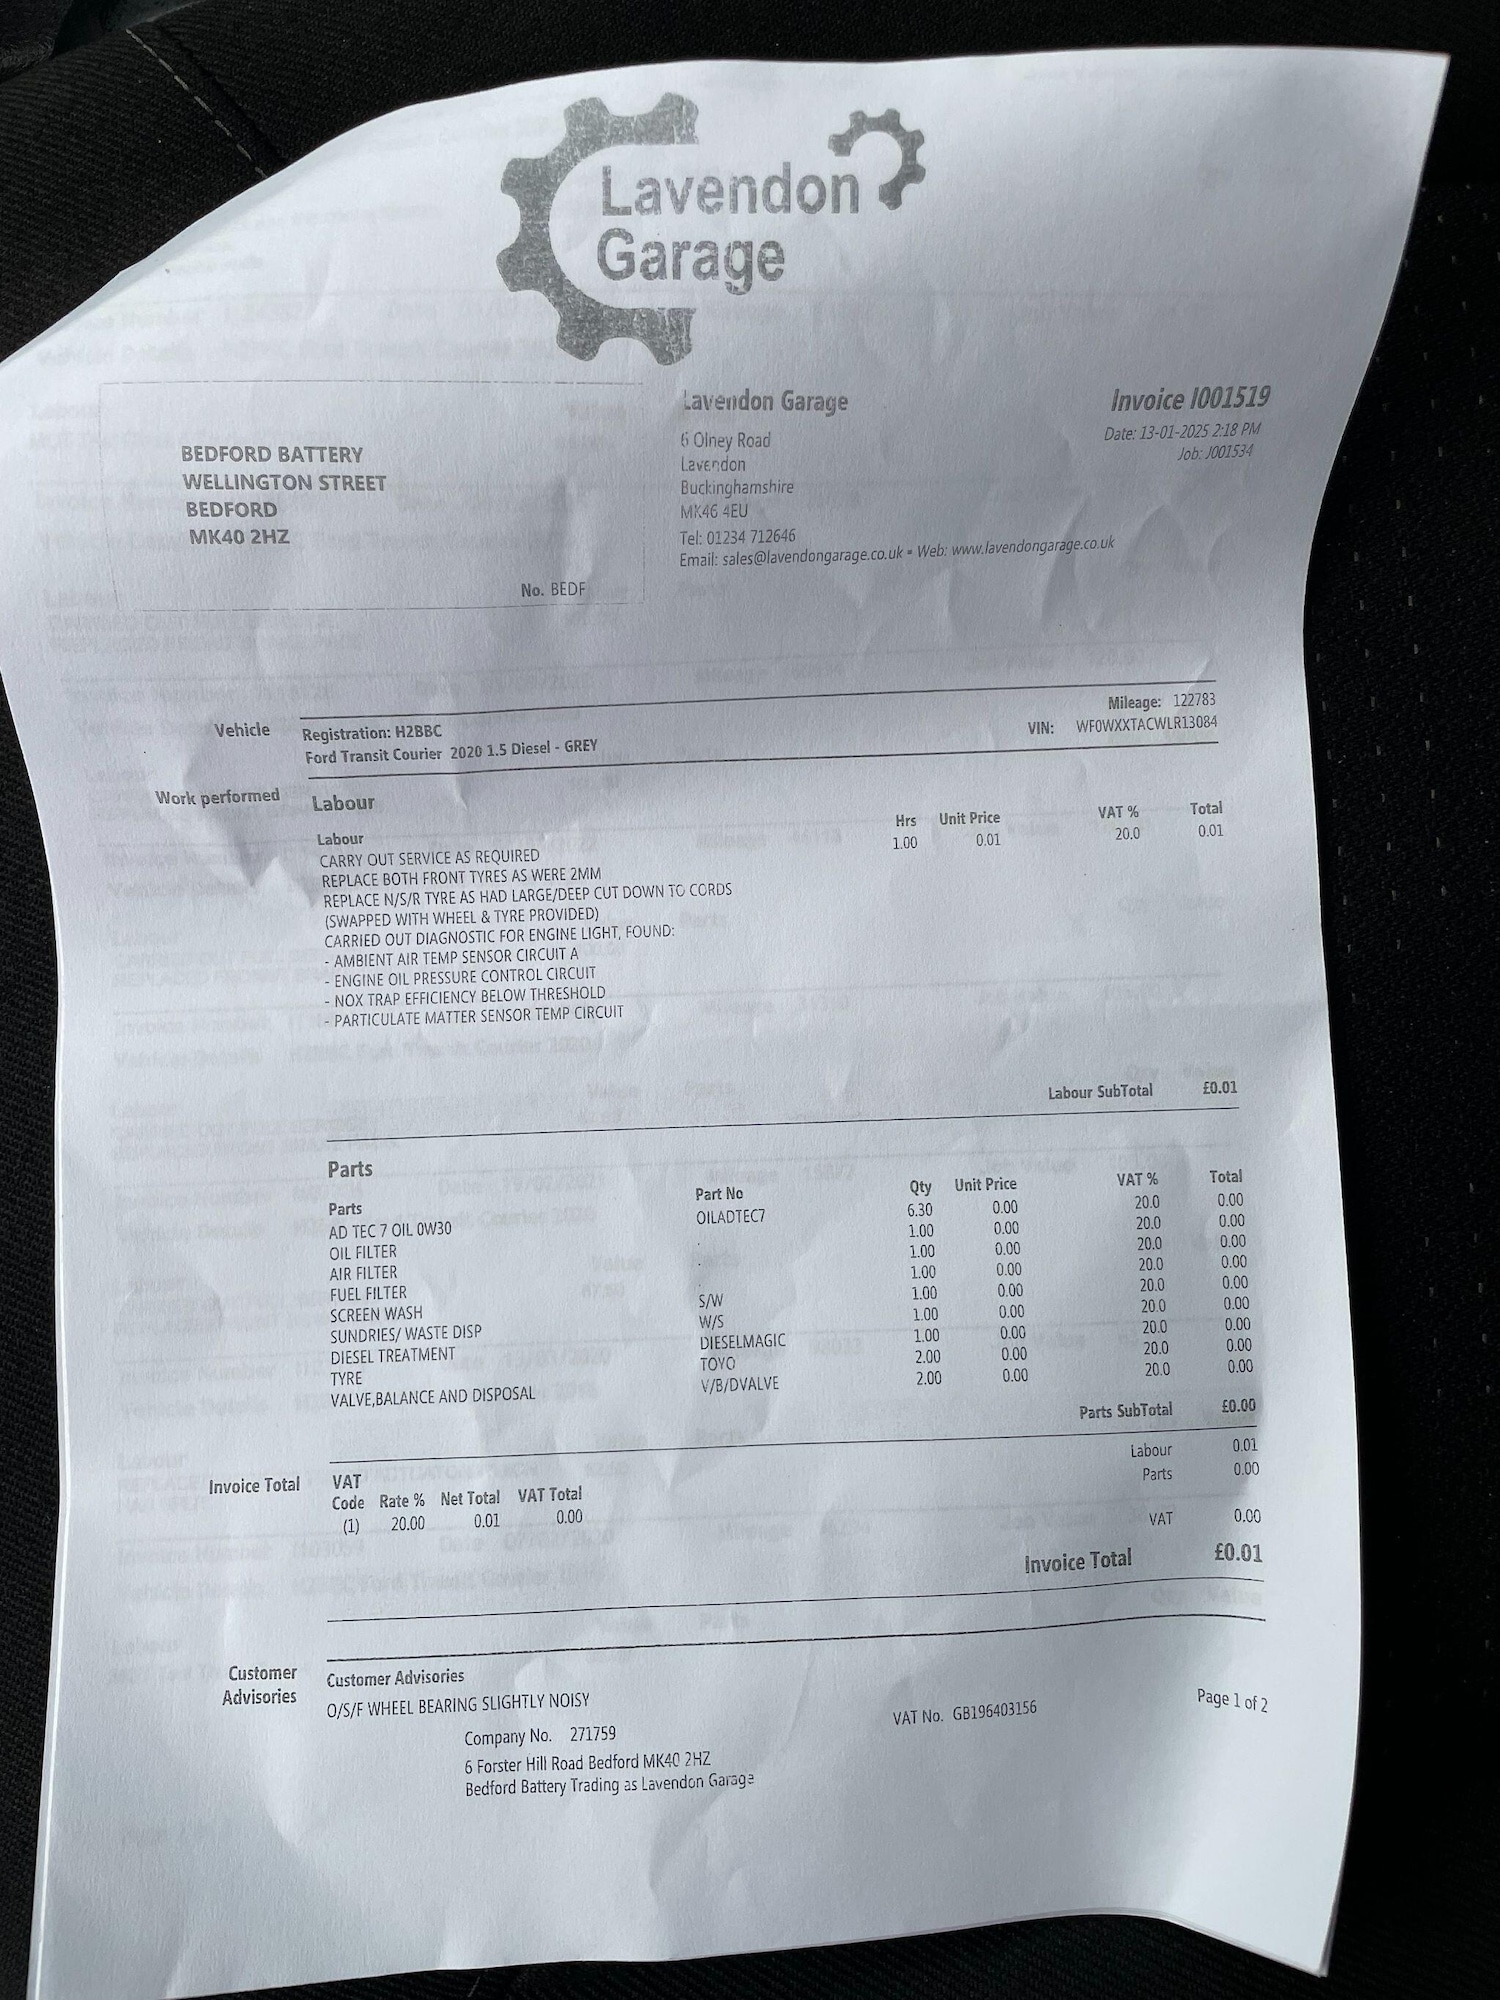 Lavendon
Garage
BEDFORD BATTERY
WELLINGTON STREET
BEDFORD
MK40 2HZ
No. BEDF
Lavendon Garage
6 Olney Road
Lavendon
Buckinghamshire
MK46 4EU
Tel: 01234 712646
Email: sales@lavendongarage.co.uk - Web: www.lavendongarage.co.uk
Invoice I001519
Date: 13-01-2025 2:18 PM
Job: J001534
Vehicle
Registration: H2BBC
Ford Transit Courier 2020 1.5 Diesel - GREY
Mileage: 122783
VIN: WF0WXXTACWLR13084
Work performed
Labour
Labour Hrs Unit Price VAT % Total
CARRY OUT SERVICE AS REQUIRED 1.00 0.01 20.0 0.01
REPLACE BOTH FRONT TYRES AS WERE 2MM
REPLACE N/S/R TYRE AS HAD LARGE/DEEP CUT DOWN TO CORDS
(SWAPPED WITH WHEEL & TYRE PROVIDED)
CARRIED OUT DIAGNOSTIC FOR ENGINE LIGHT, FOUND:
- AMBIENT AIR TEMP SENSOR CIRCUIT A
- ENGINE OIL PRESSURE CONTROL CIRCUIT
- NOX TRAP EFFICIENCY BELOW THRESHOLD
- PARTICULATE MATTER SENSOR TEMP CIRCUIT
Labour SubTotal £0.01
Parts
Parts Part No Qty Unit Price VAT % Total
AD TEC 7 OIL 0W30 OILADTEC7 6.30 0.00 20.0 0.00
OIL FILTER 1.00 0.00 20.0 0.00
AIR FILTER . 1.00 0.00 20.0 0.00
FUEL FILTER . 1.00 0.00 20.0 0.00
SCREEN WASH S/W 1.00 0.00 20.0 0.00
SUNDRIES/ WASTE DISP W/S 1.00 0.00 20.0 0.00
DIESEL TREATMENT DIESELMAGIC 1.00 0.00 20.0 0.00
TYRE TOYO 2.00 0.00 20.0 0.00
VALVE,BALANCE AND DISPOSAL V/B/DVALVE 2.00 0.00 20.0 0.00
Parts SubTotal £0.00
Invoice Total
VAT
Code Rate % Net Total VAT Total
(1) 20.00 0.01 0.00
Labour 0.01
Parts 0.00
VAT 0.00
Invoice Total £0.01
Customer
Advisories
Customer Advisories
O/S/F WHEEL BEARING SLIGHTLY NOISY
Company No. 271759
6 Forster Hill Road Bedford MK40 2HZ
Bedford Battery Trading as Lavendon Garage
VAT No. GB196403156
Page 1 of 2